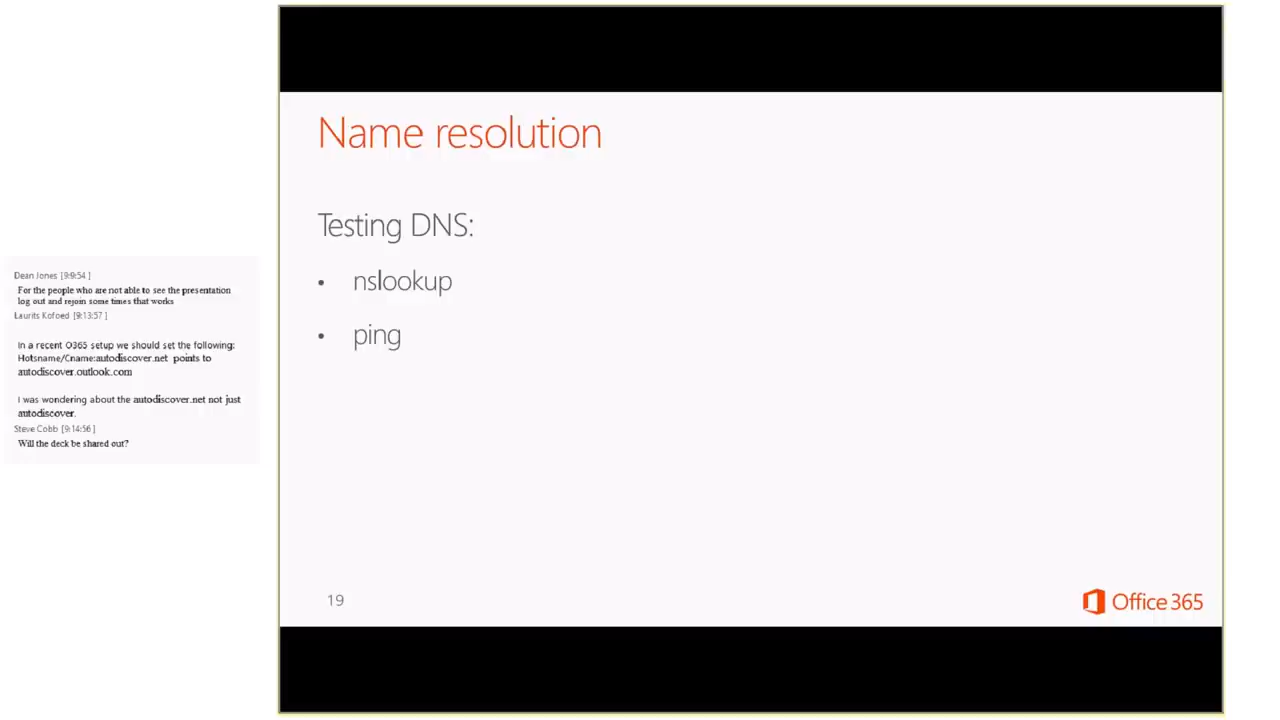 Dean Jones [9:9:54 ]
For the people who are not able to see the presentation
log out and rejoin some times that works
Laurits Kofoed [9:13:57 ]
In a recent O365 setup we should set the following:
Hotsname/Cname:autodiscover.net points to
autodiscover.outlook.com
I was wondering about the autodiscover.net not just
autodiscover.
Steve Cobb [9:14:56 ]
Will the deck be shared out?
Name resolution
Testing DNS:
• nslookup
• ping
19
Office 365